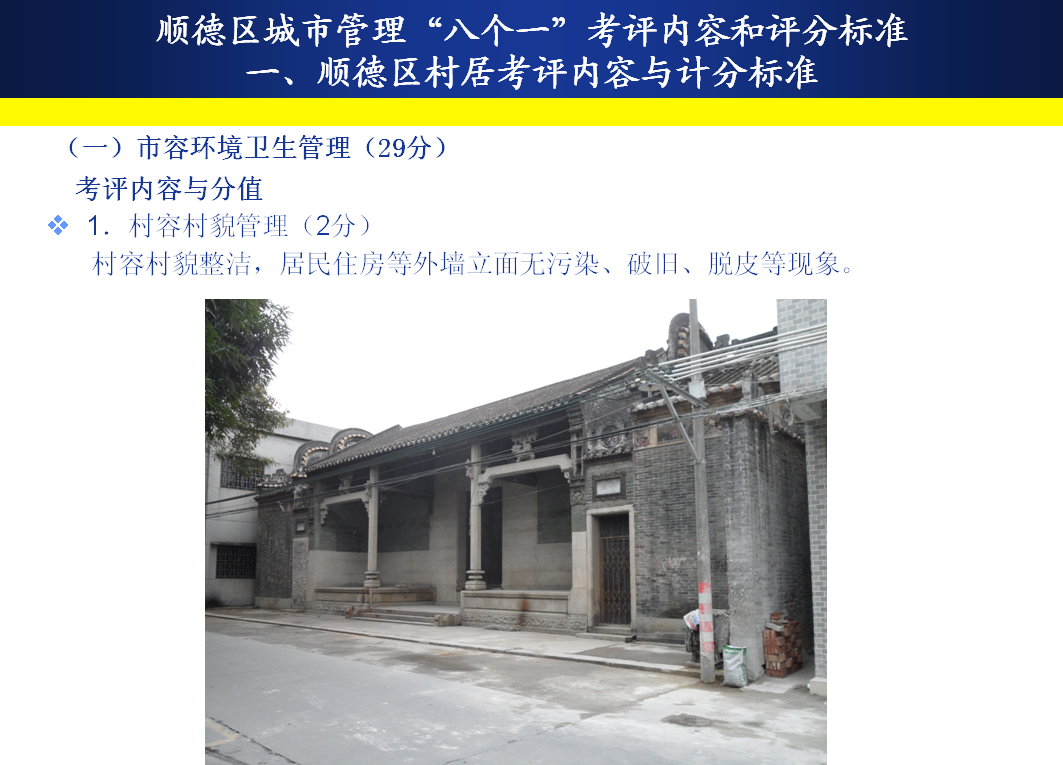 顺德区城市管理“八个一”考评内容和评分标准
一、顺德区村居考评内容与计分标准
（一）市容环境卫生管理（29分）
考评内容与分值
1．村容村貌管理（2分）
村容村貌整洁，居民住房等外墙立面无污染、破旧、脱皮等现象。